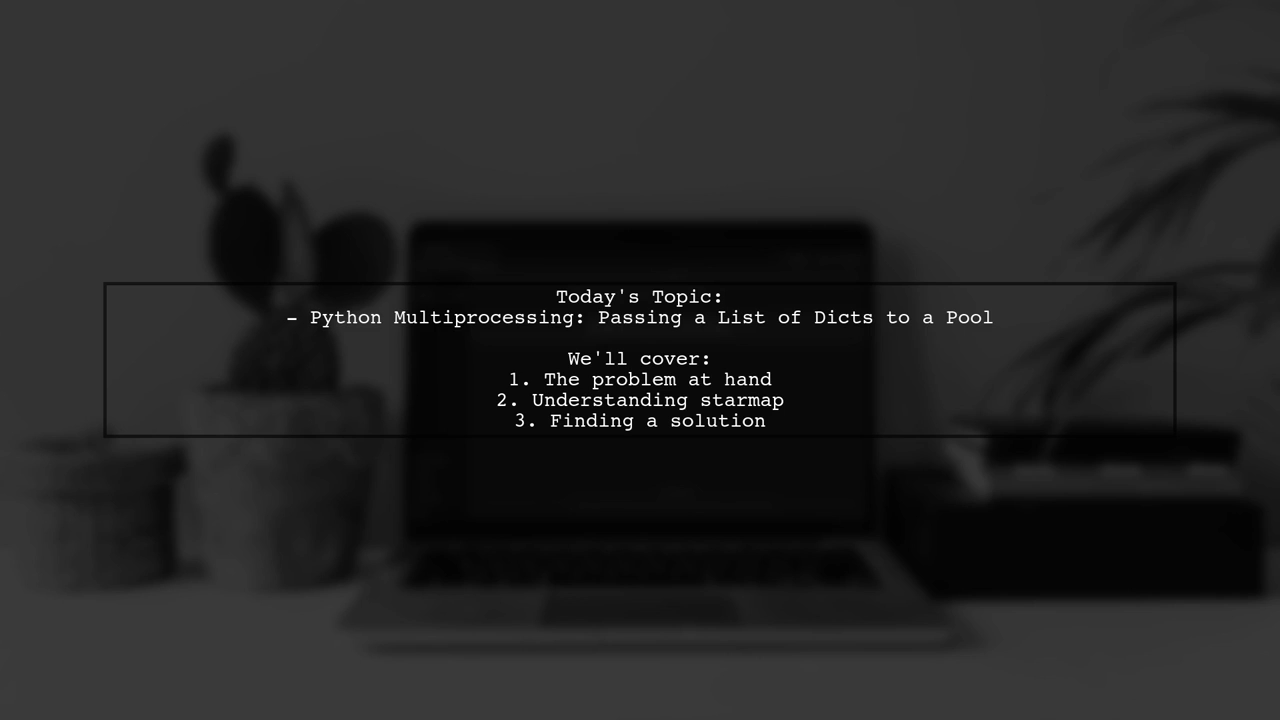 Today's Topic:
- Python Multiprocessing: Passing a List of Dicts to a Pool
We'll cover:
1. The problem at hand
2. Understanding starmap
3. Finding a solution